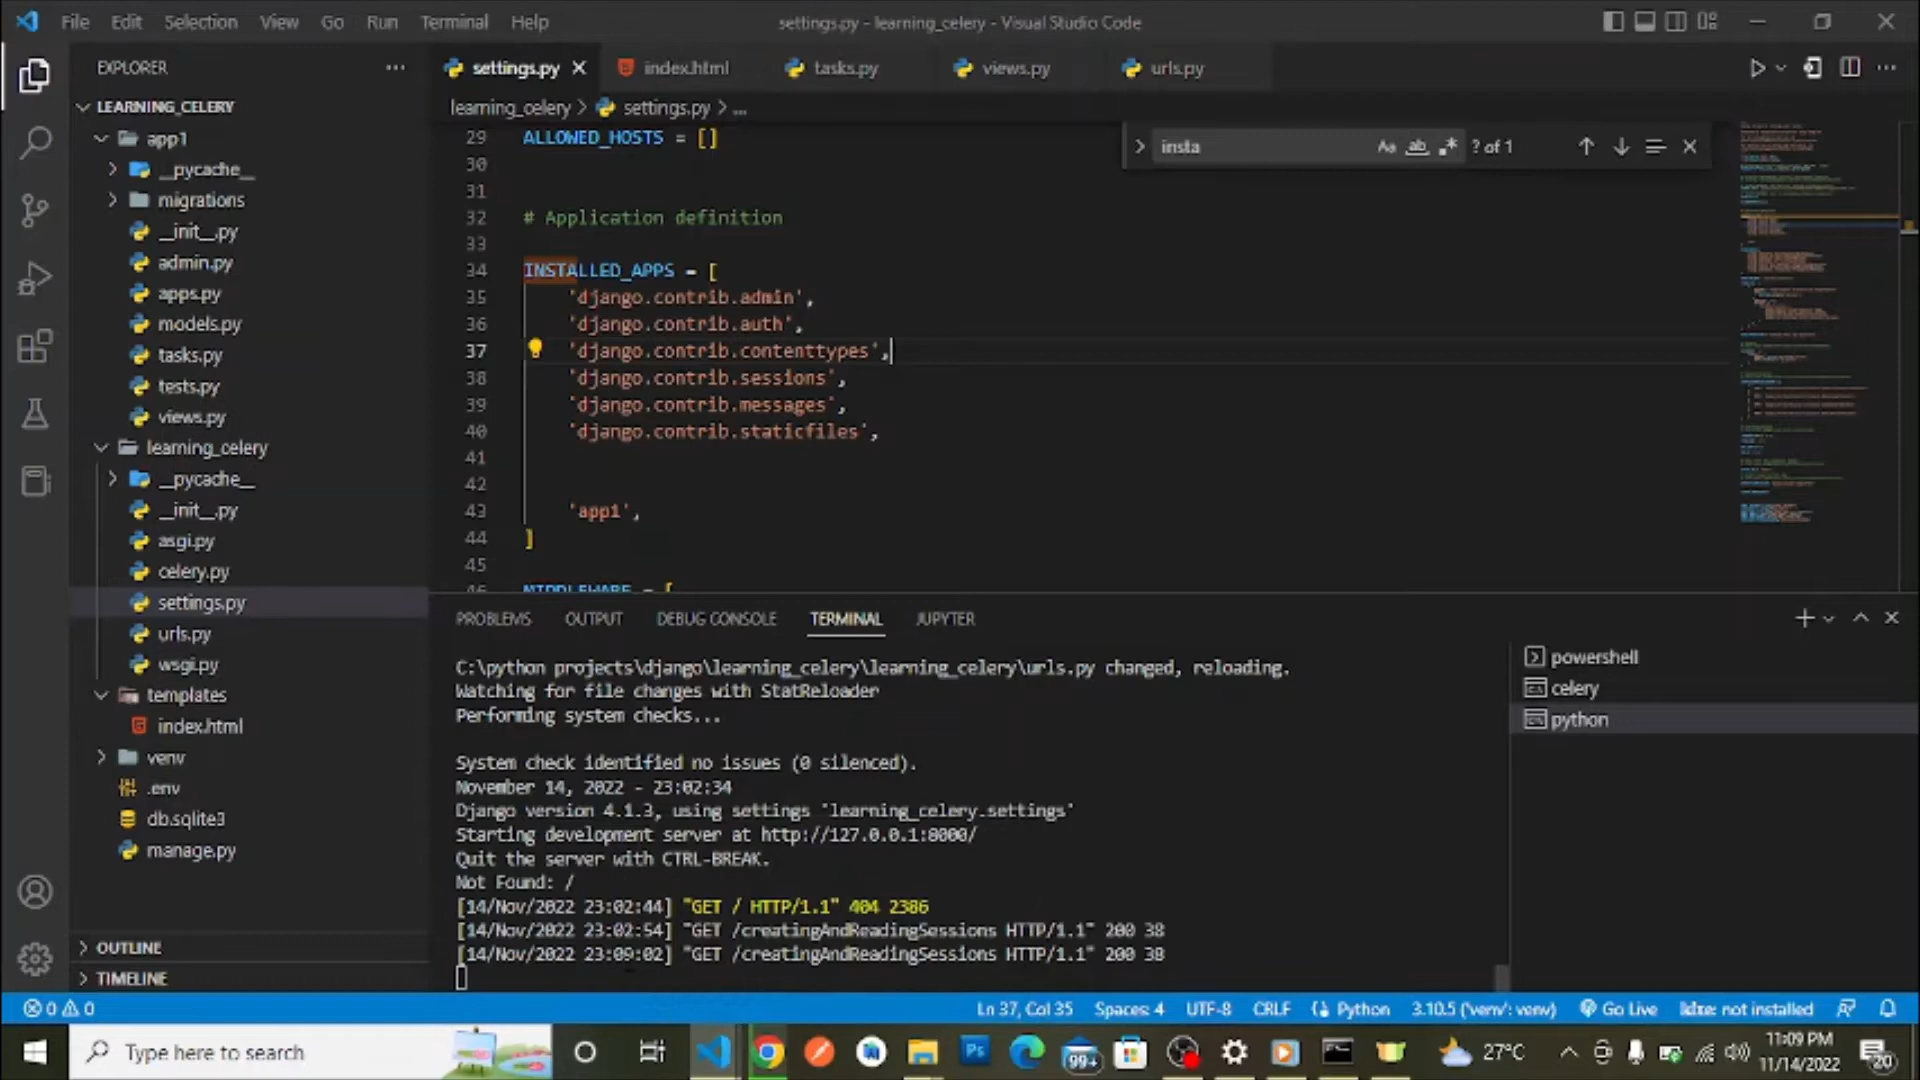 File Edit Selection View Go Run Terminal Help
settings.py - learning_celery - Visual Studio Code
EXPLORER
settings.py
index.html
tasks.py
views.py
urls.py
LEARNING_CELERY
app1
__pycache__
migrations
__init__.py
admin.py
apps.py
models.py
tasks.py
tests.py
views.py
learning_celery
__pycache__
__init__.py
asgi.py
celery.py
settings.py
urls.py
wsgi.py
templates
index.html
venv
.env
db.sqlite3
manage.py
OUTLINE
TIMELINE
learning_celery > settings.py > ...
insta Aa ab ? of 1
29 ALLOWED_HOSTS = []
30
31
32 # Application definition
33
34 INSTALLED_APPS = [
35 'django.contrib.admin',
36 'django.contrib.auth',
37 'django.contrib.contenttypes',
38 'django.contrib.sessions',
39 'django.contrib.messages',
40 'django.contrib.staticfiles',
41
42
43 'app1',
44 ]
45
46 MIDDLEWARE = [
PROBLEMS OUTPUT DEBUG CONSOLE TERMINAL JUPYTER
C:\python projects\django\learning_celery\learning_celery\urls.py changed, reloading.
Watching for file changes with StatReloader
Performing system checks...
System check identified no issues (0 silenced).
November 14, 2022 - 23:02:34
Django version 4.1.3, using settings 'learning_celery.settings'
Starting development server at http://127.0.0.1:8000/
Quit the server with CTRL-BREAK.
Not Found: /
[14/Nov/2022 23:02:44] "GET / HTTP/1.1" 404 2386
[14/Nov/2022 23:02:54] "GET /creatingAndReadingSessions HTTP/1.1" 200 38
[14/Nov/2022 23:09:02] "GET /creatingAndReadingSessions HTTP/1.1" 200 38
powershell
celery
python
0 0
Ln 37, Col 35 Spaces: 4 UTF-8 CRLF Python 3.10.5 ('venv': venv) Go Live not installed
Type here to search
Ps
99+
27°C
11:09 PM
11/14/2022
20